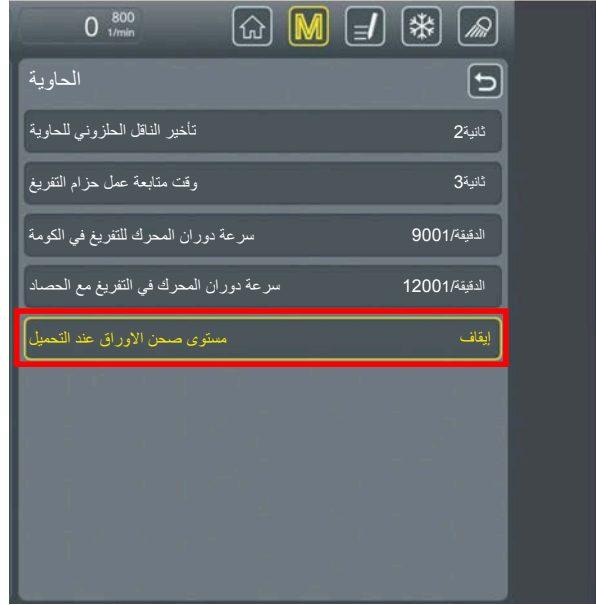 0 800
1/min
M
الحاوية
تأخير الناقل الحلزوني للحاوية
ثانية2
وقت متابعة عمل حزام التفريغ
ثانية3
سرعة دوران المحرك للتفريغ في الكومة
الدقيقة/9001
سرعة دوران المحرك في التفريغ مع الحصاد
الدقيقة/12001
مستوى صحن الاوراق عند التحميل
إيقاف